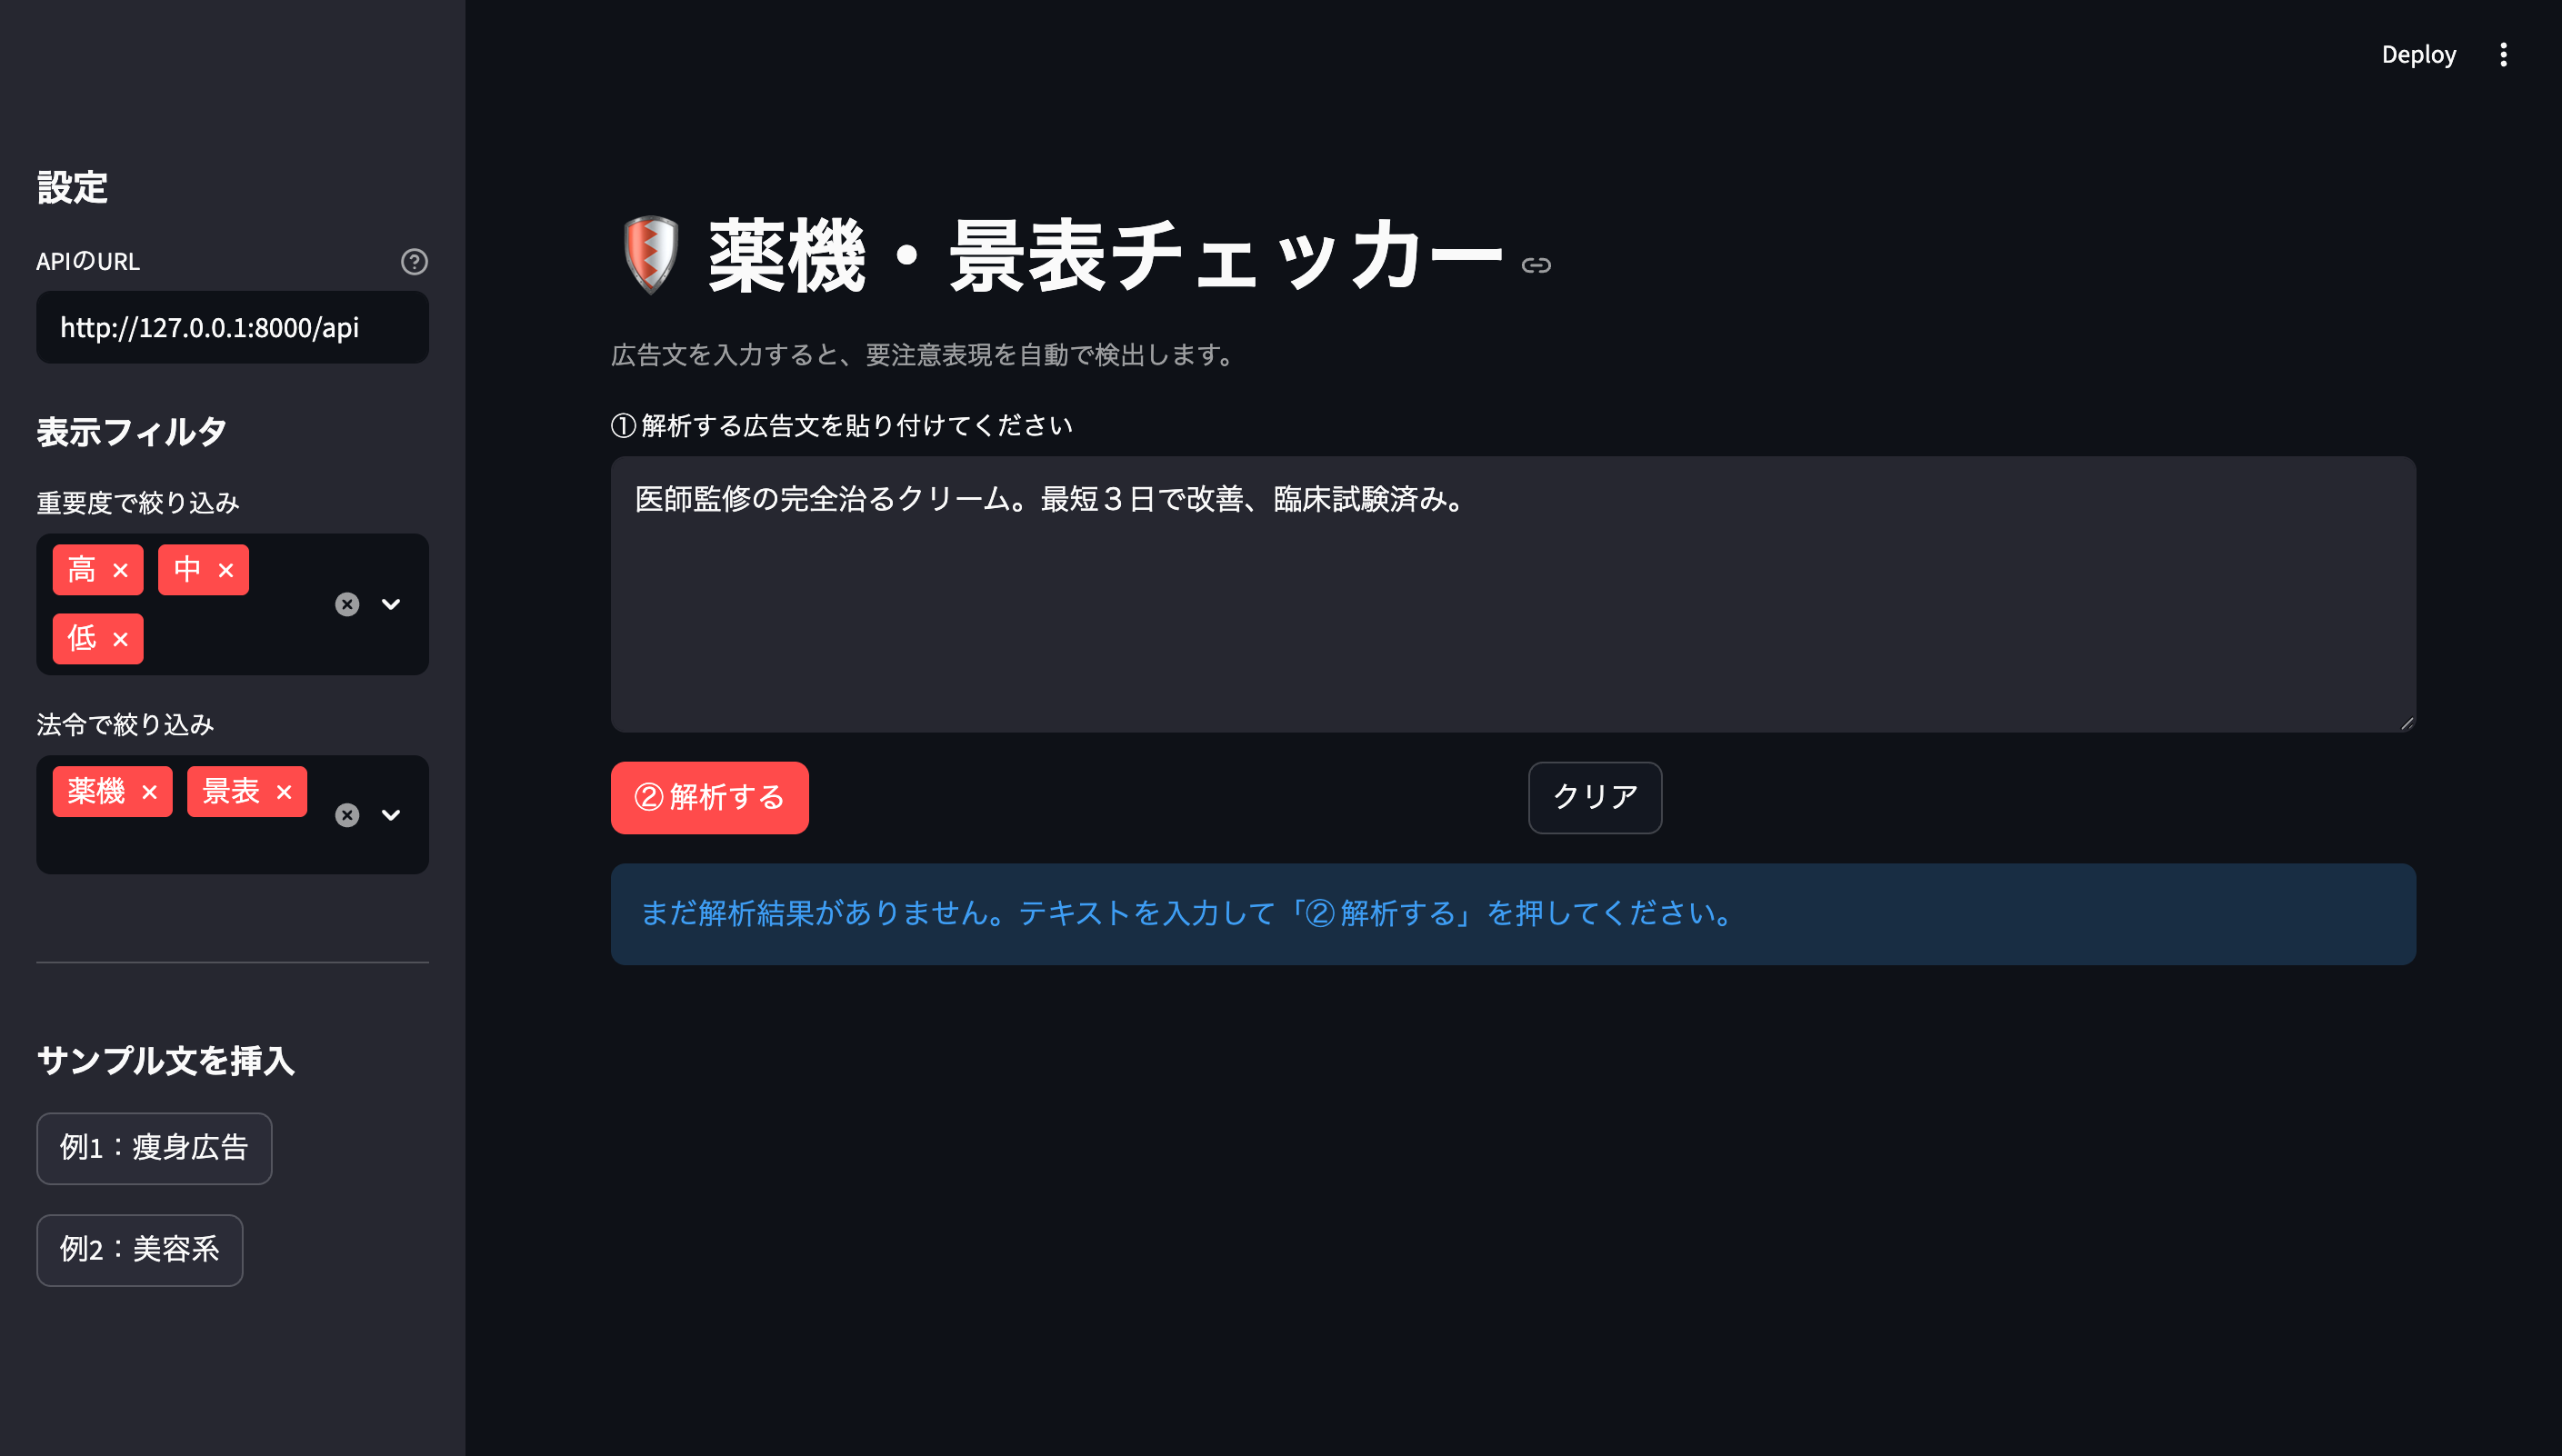 Deploy
設定
APIのURL
http://127.0.0.1:8000/api
表示フィルタ
重要度で絞り込み
高 中
低
法令で絞り込み
薬機 景表
サンプル文を挿入
例1：痩身広告
例2：美容系
薬機・景表チェッカー
広告文を入力すると、要注意表現を自動で検出します。
① 解析する広告文を貼り付けてください
医師監修の完全治るクリーム。最短３日で改善、臨床試験済み。
② 解析する
クリア
まだ解析結果がありません。テキストを入力して「② 解析する」を押してください。